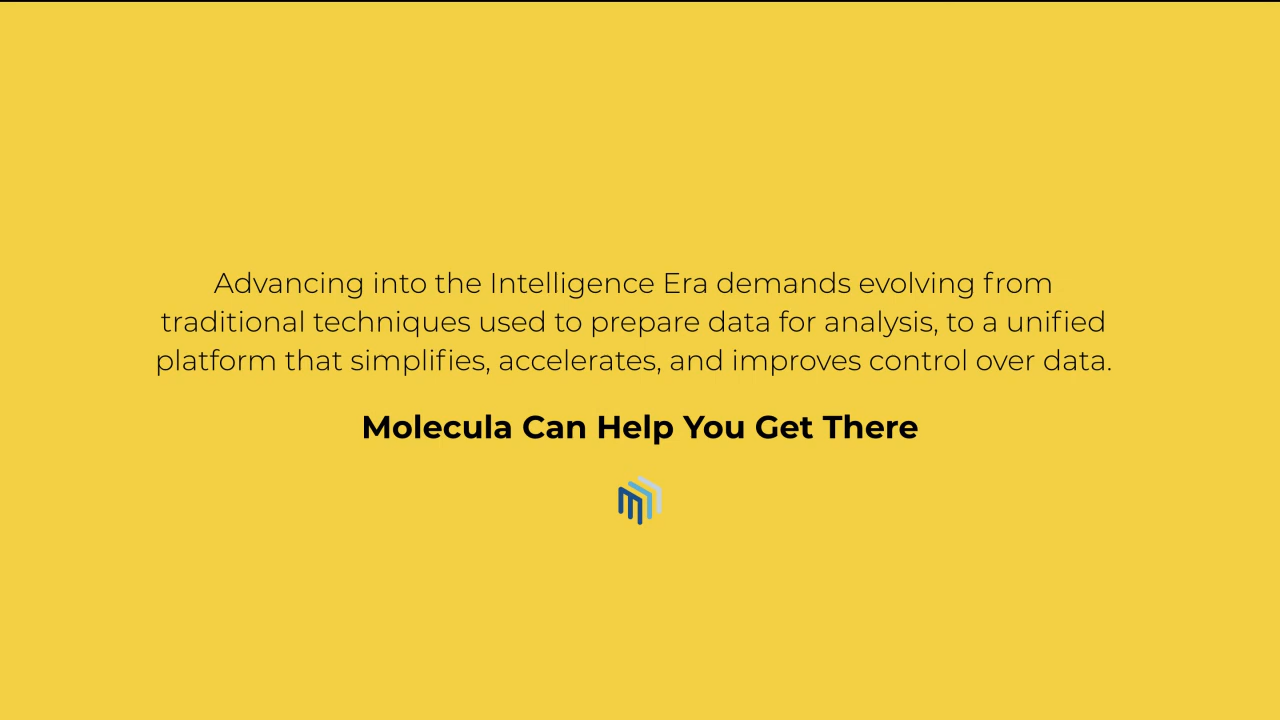 Advancing into the Intelligence Era demands evolving from
traditional techniques used to prepare data for analysis, to a unified
platform that simplifies, accelerates, and improves control over data.
Molecula Can Help You Get There